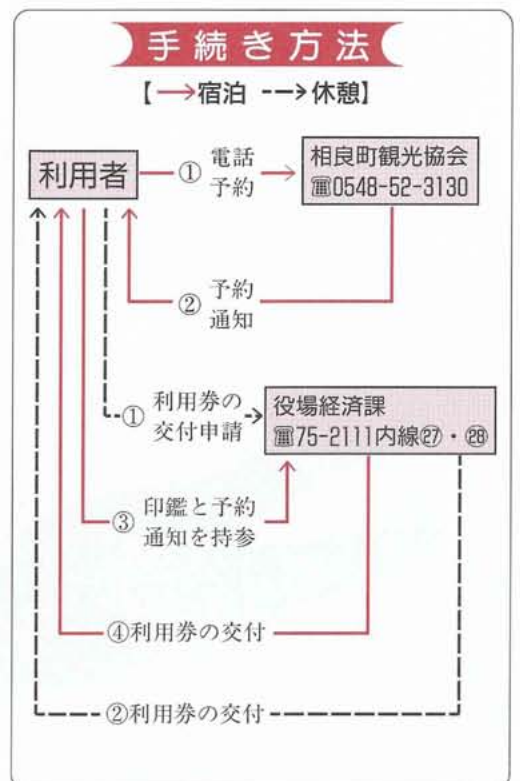 手続き方法
【→宿泊 --→休憩】
利用者
① 電話
予約
相良町観光協会
☎0548-52-3130
② 予約
通知
① 利用券の
交付申請
役場経済課
☎75-2111内線㉗・㉘
③ 印鑑と予約
通知を持参
④利用券の交付
②利用券の交付